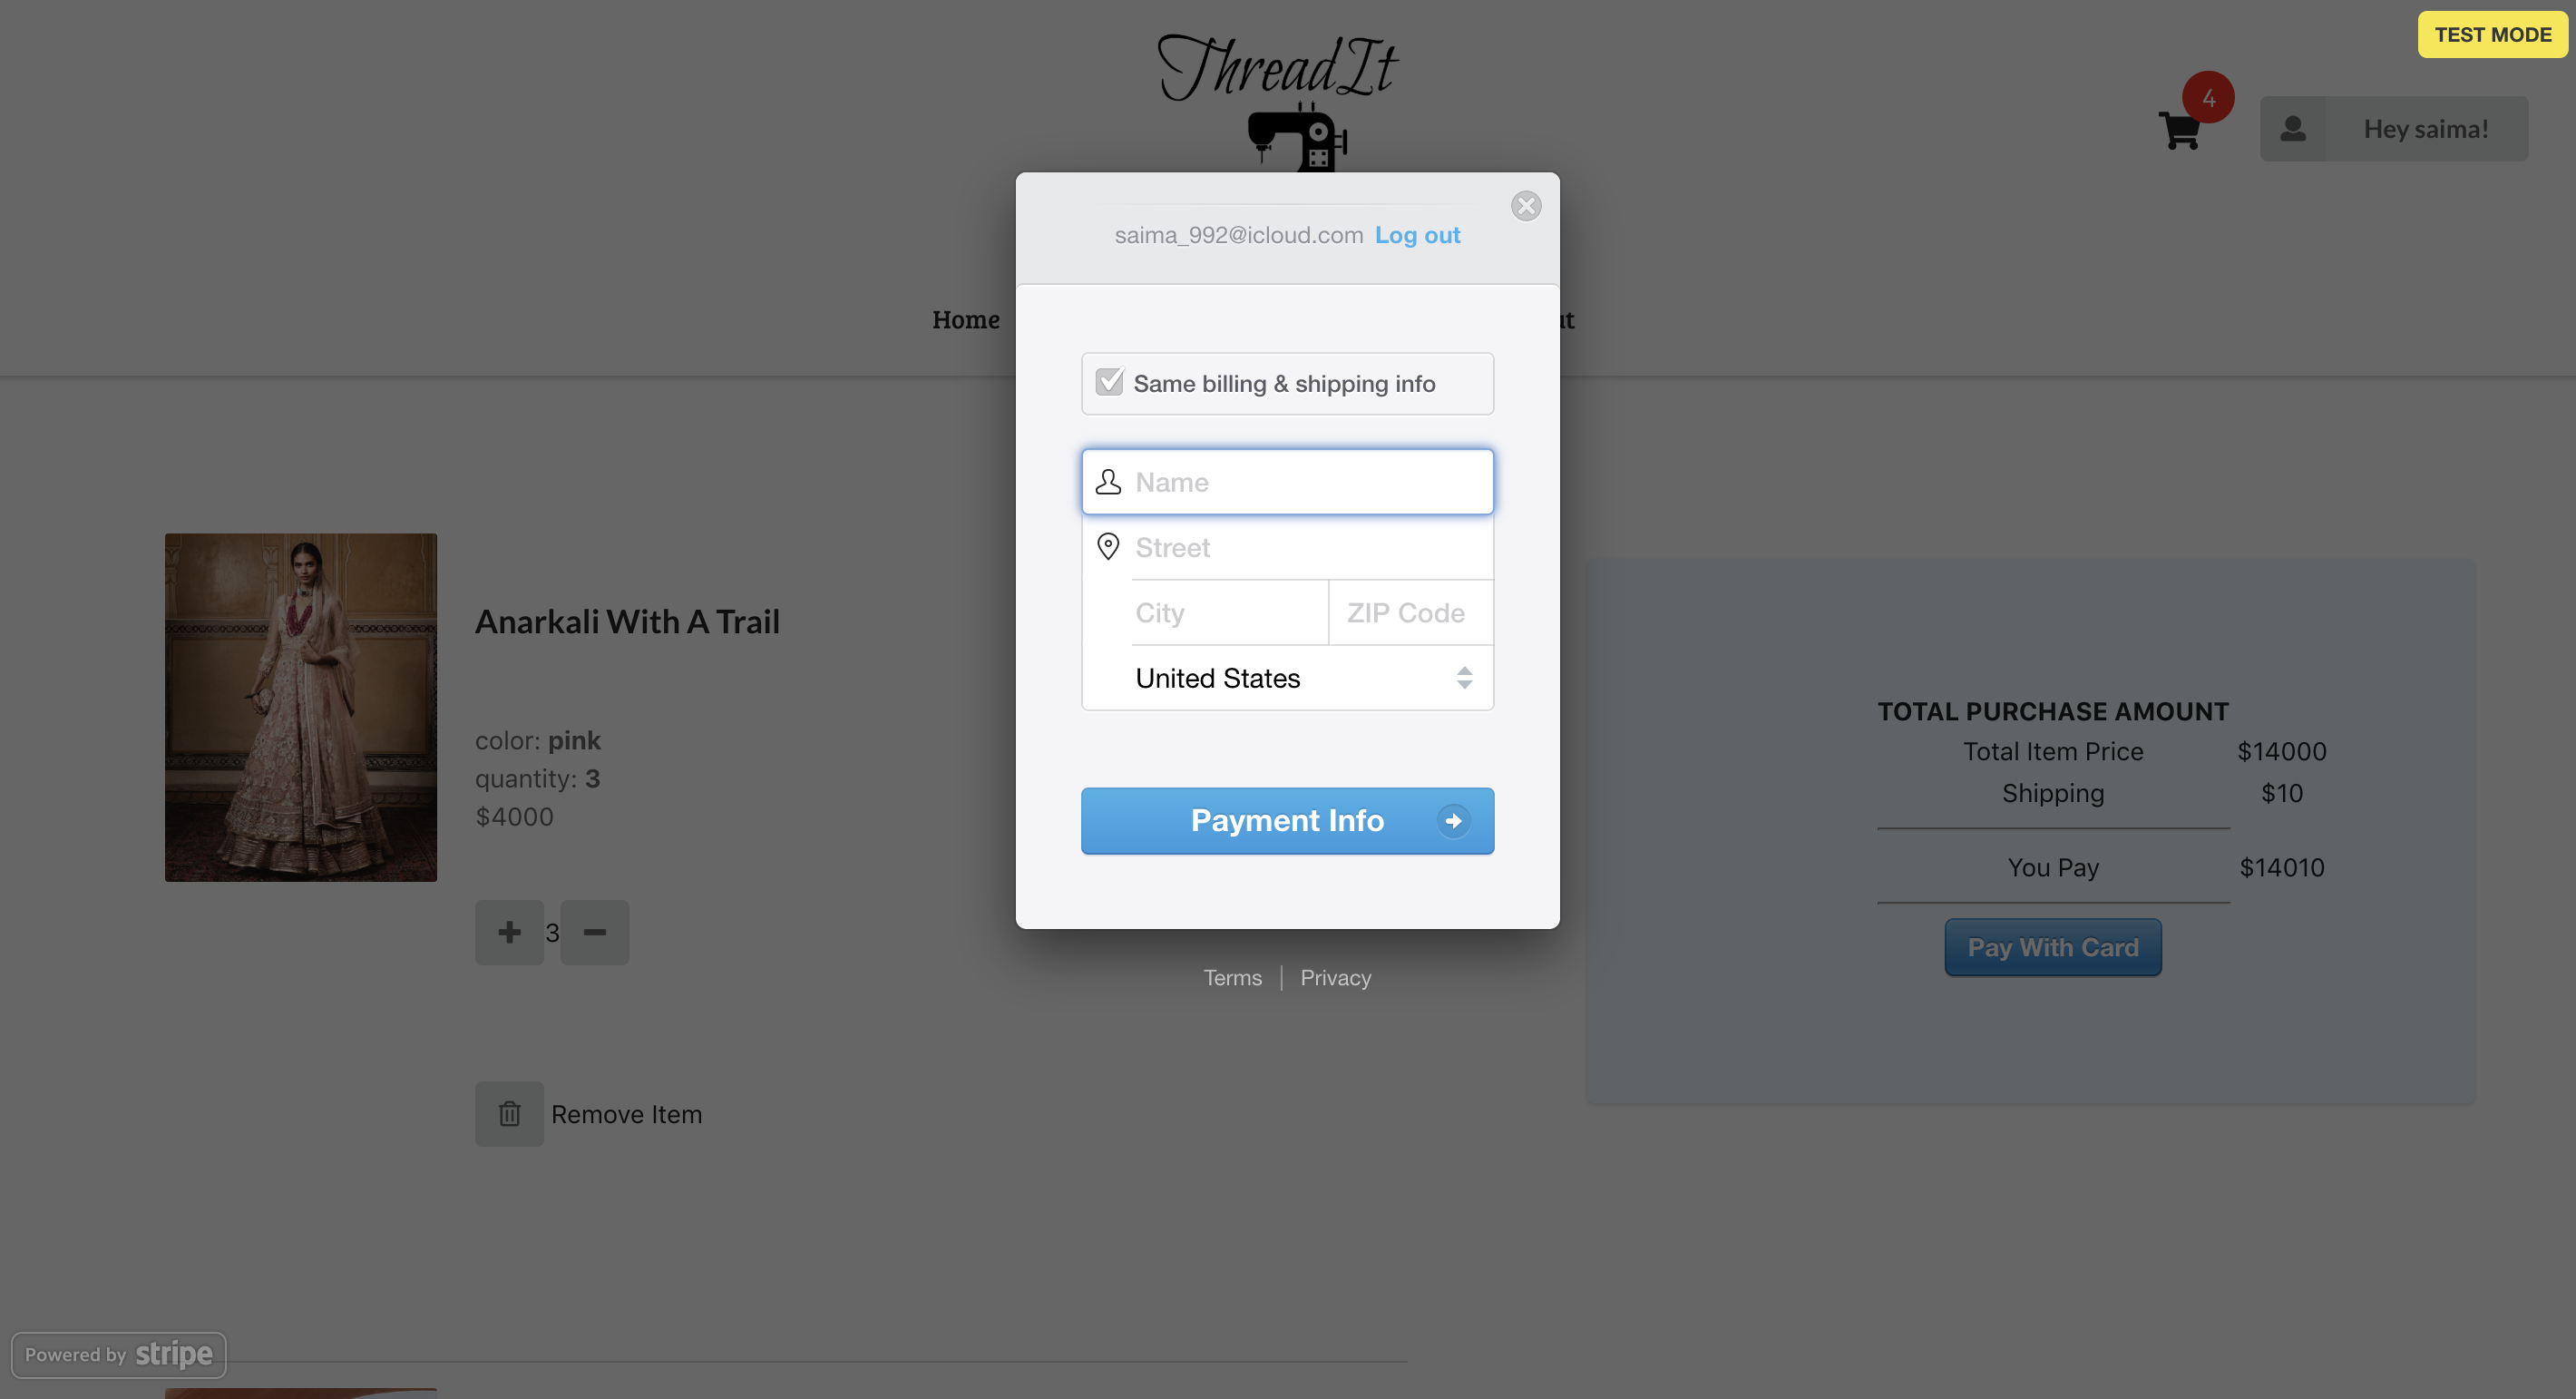 TEST MODE
ThreadIt
4
Hey saima!
saima_992@icloud.com Log out
Home
Same billing & shipping info
Name
Street
City ZIP Code
United States
Payment Info
Terms | Privacy
Anarkali With A Trail
color: pink
quantity: 3
$4000
3
Remove Item
TOTAL PURCHASE AMOUNT
Total Item Price $14000
Shipping $10
You Pay $14010
Pay With Card
Powered by stripe